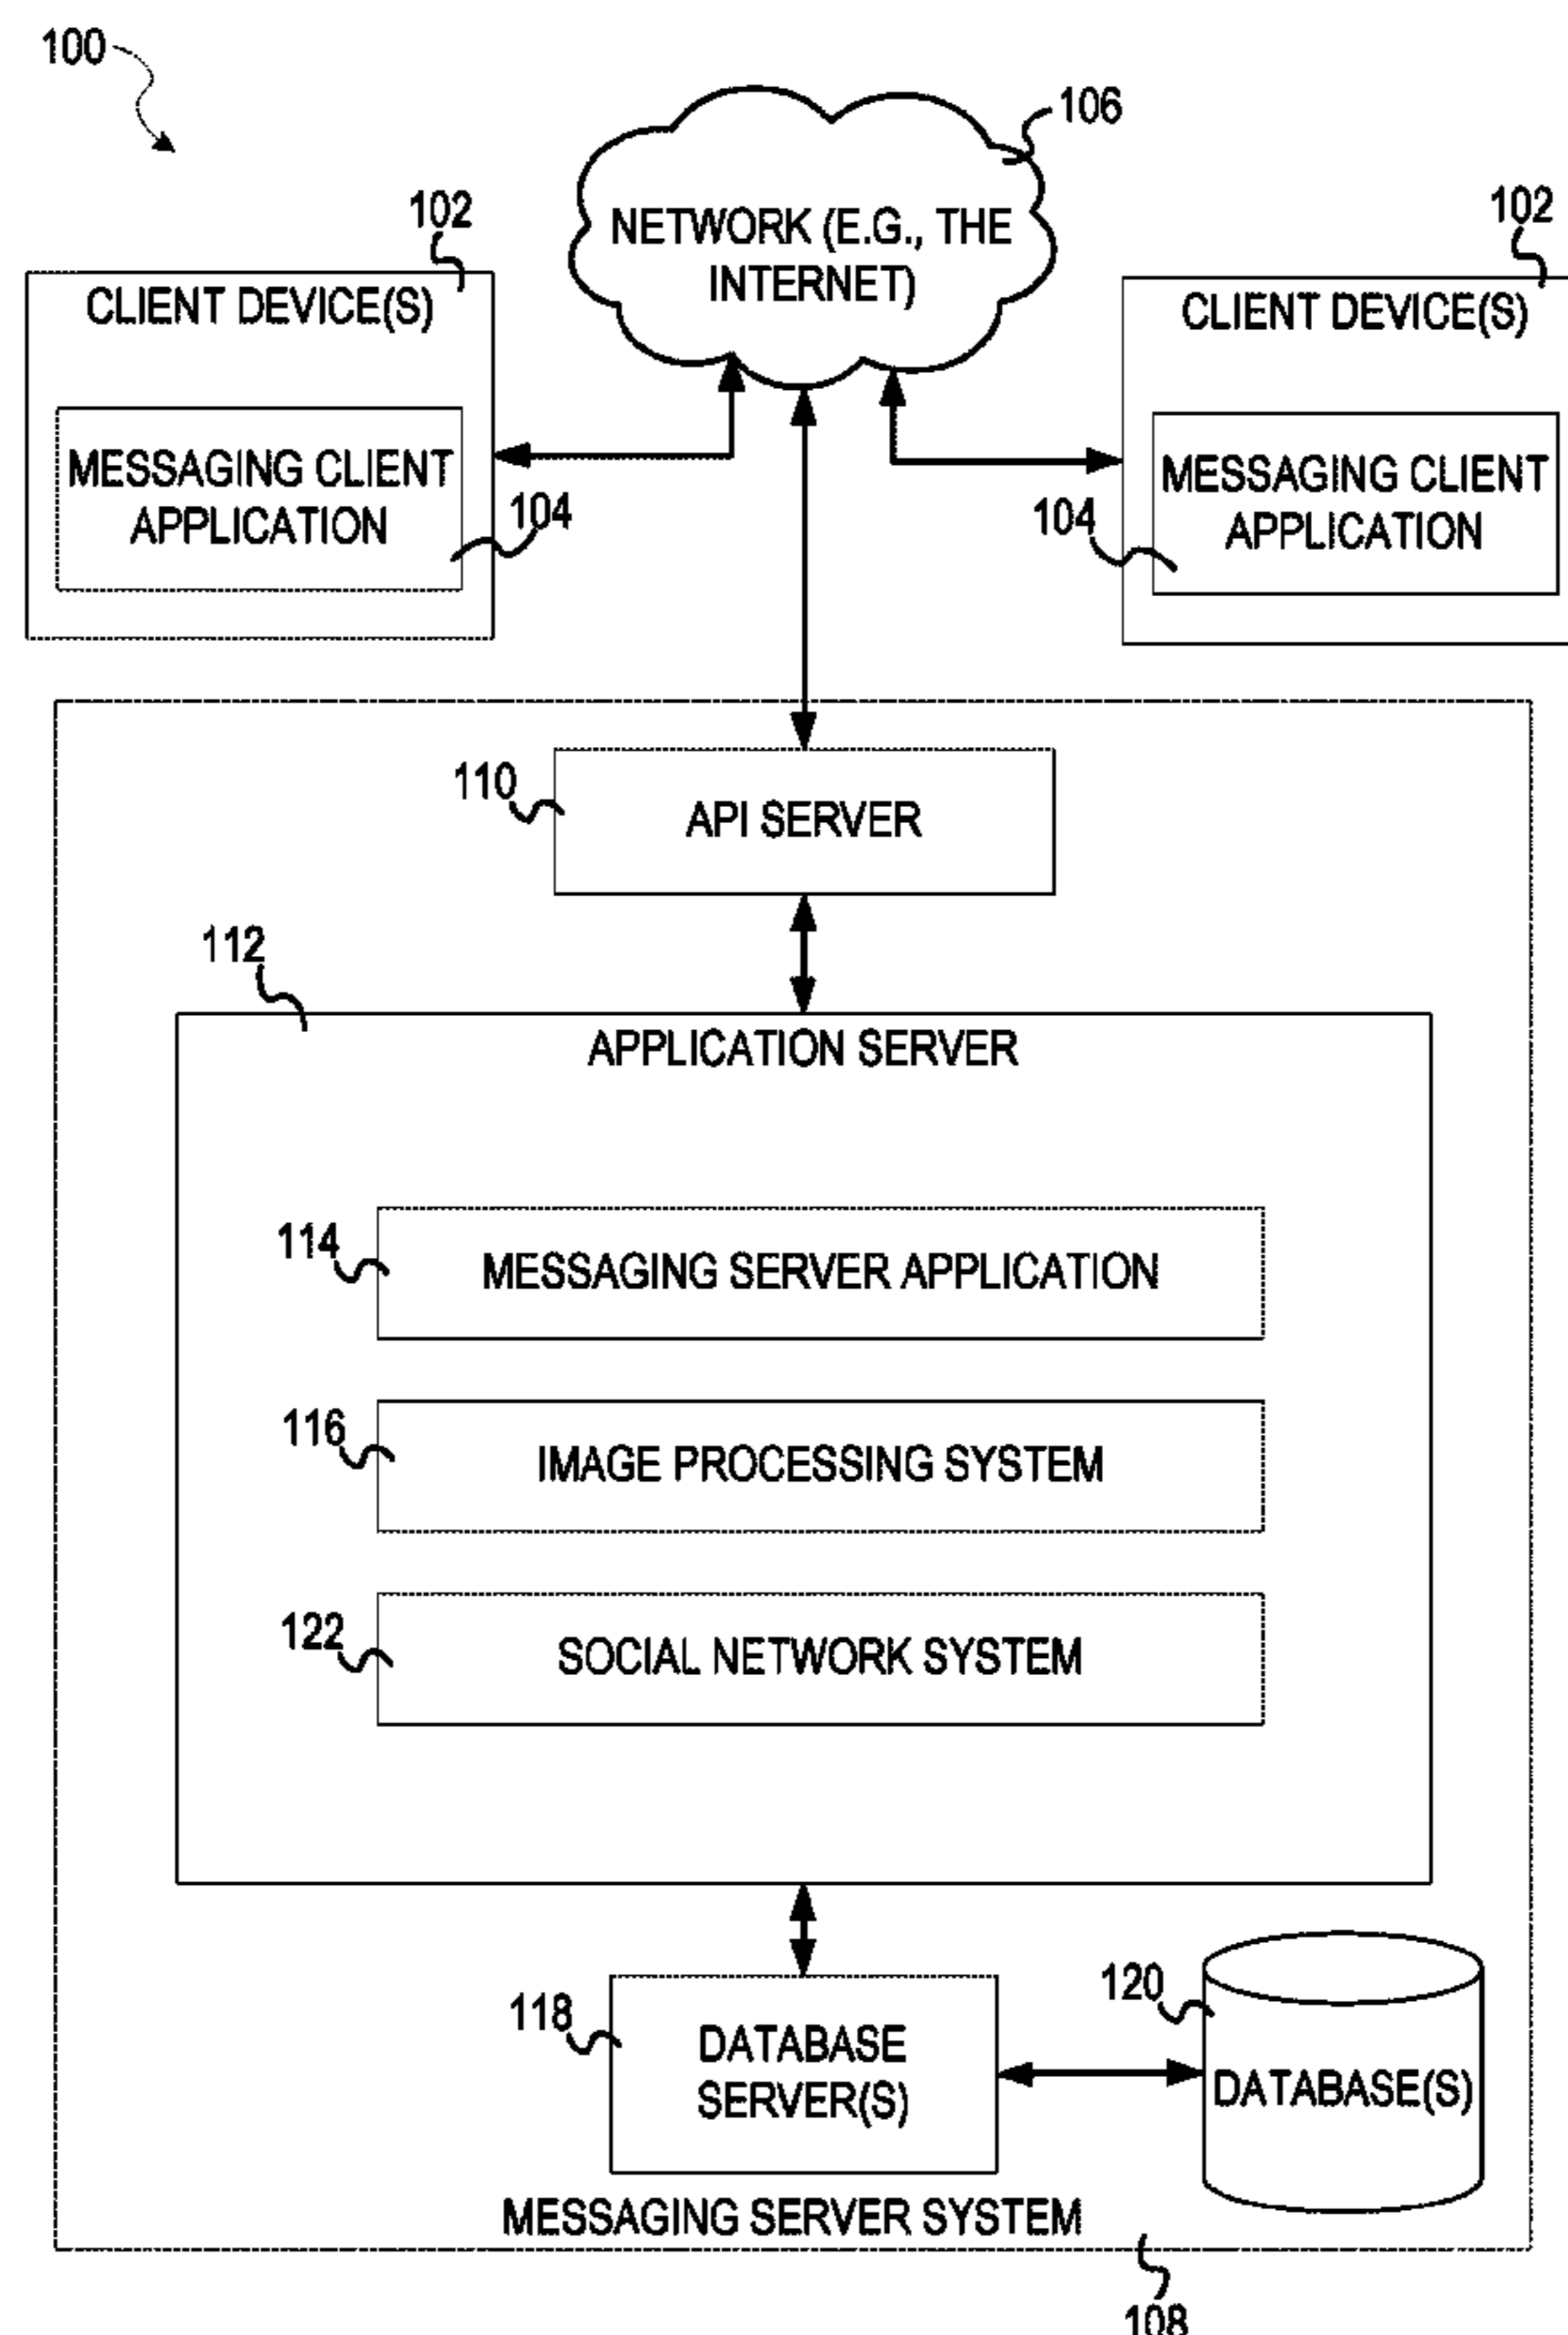 100
106
NETWORK (E.G., THE
INTERNET)
102
CLIENT DEVICE(S)
MESSAGING CLIENT
APPLICATION
104
102
CLIENT DEVICE(S)
MESSAGING CLIENT
APPLICATION
104
110
API SERVER
112
APPLICATION SERVER
114
MESSAGING SERVER APPLICATION
116
IMAGE PROCESSING SYSTEM
122
SOCIAL NETWORK SYSTEM
118
DATABASE
SERVER(S)
120
DATABASE(S)
MESSAGING SERVER SYSTEM
108